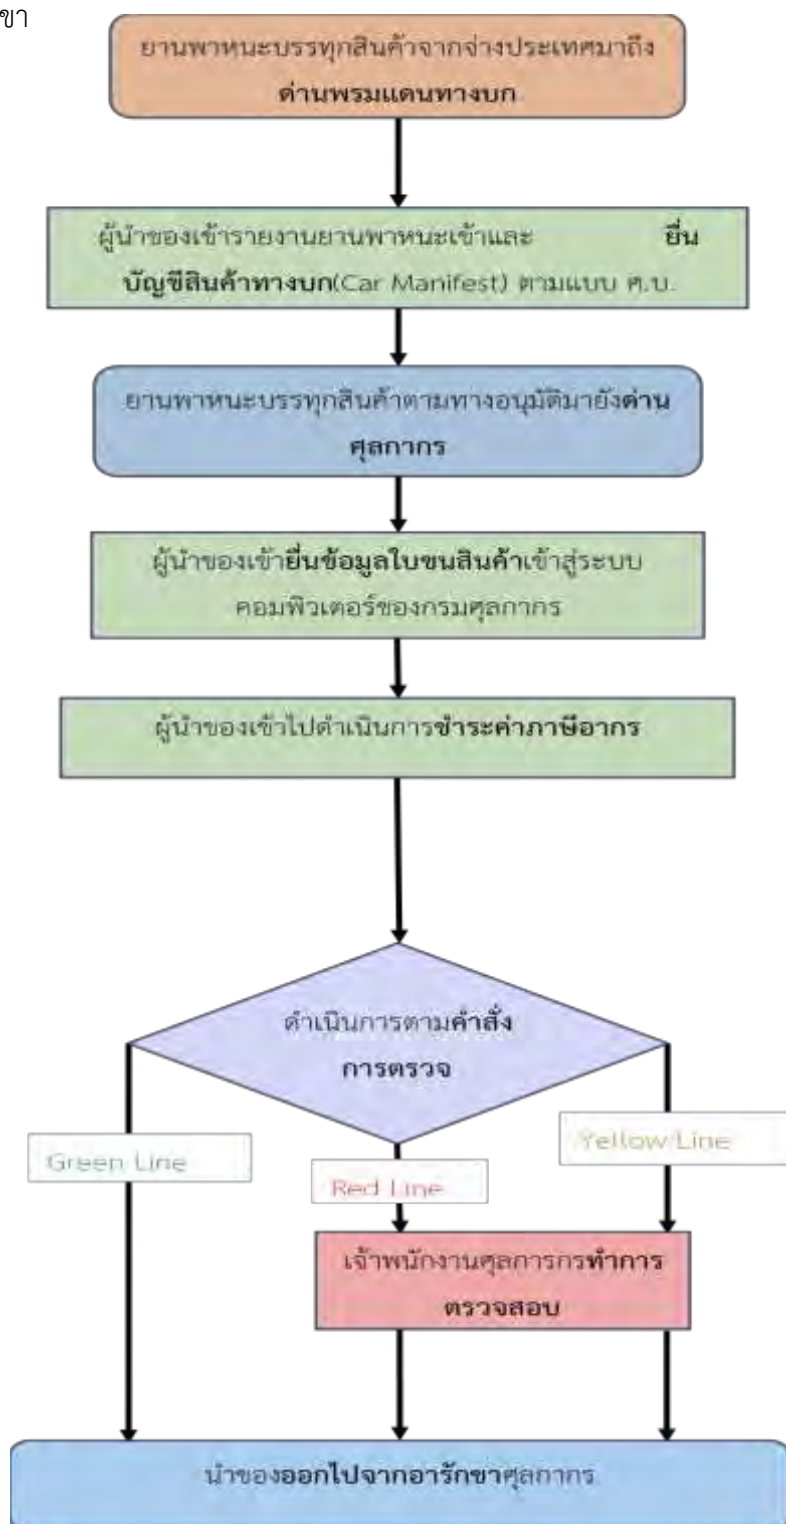 ขา
ยานพาหนะบรรทุกสินค้าจากจ่างประเทศมาถึง
ด่านพรมแดนทางบก
ผู้นำของเข้ารายงานยานพาหนะเข้าและ ยื่น
บัญชีสินค้าทางบก(Car Manifest) ตามแบบ ศ.บ.
ยานพาหนะบรรทุกสินค้าตามทางอนุมัติมายังด่าน
ศุลกากร
ผู้นำของเข้ายื่นข้อมูลใบขนสินค้าเข้าสู่ระบบ
คอมพิวเตอร์ของกรมศุลกากร
ผู้นำของเข้าไปดำเนินการชำระค่าภาษีอากร
ดำเนินการตามคำสั่ง
การตรวจ
Green Line
Red Line
Yellow Line
เจ้าพนักงานศุลการกรทำการ
ตรวจสอบ
นำของออกไปจากอารักขาศุลกากร